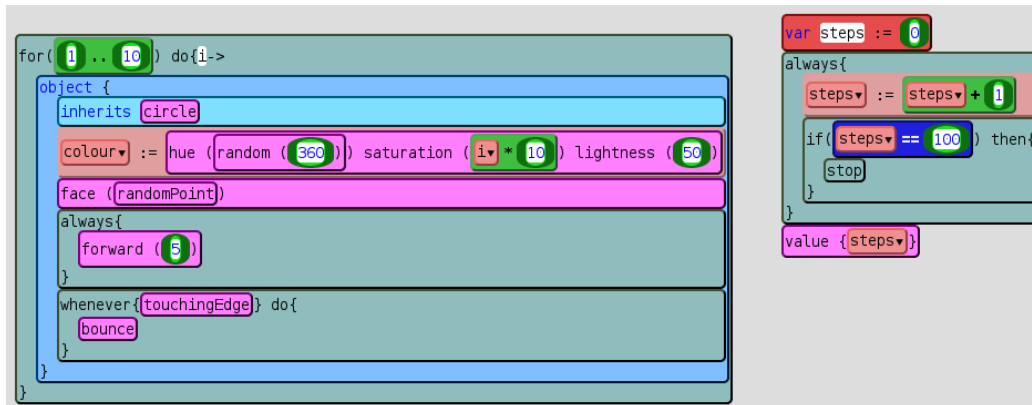 for(1 .. 10) do{i->
object {
inherits circle
colour▾ := hue (random (360)) saturation (i▾ * 10) lightness (50)
face (randomPoint)
always{
forward (5)
}
whenever{touchingEdge} do{
bounce
}
}
}
var steps := 0
always{
steps▾ := steps▾ + 1
if(steps▾ == 100) then{
stop
}
}
value {steps▾}